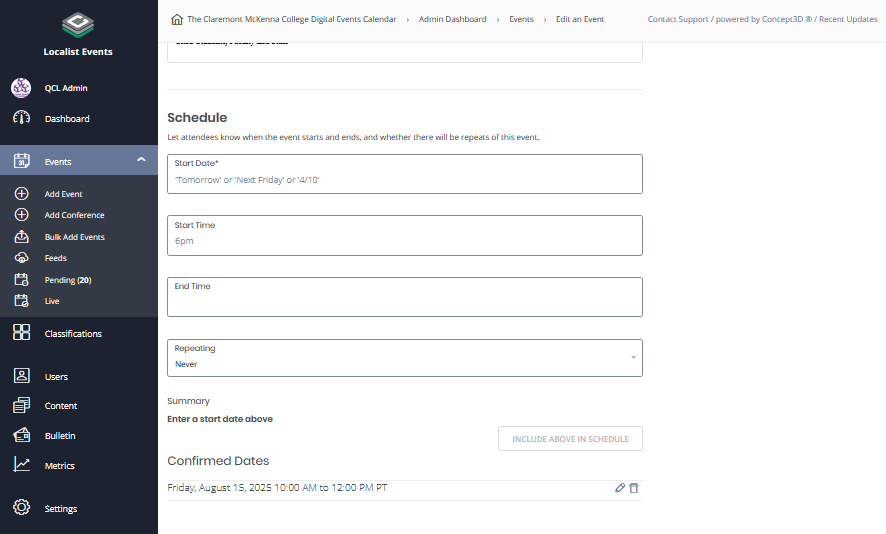 Localist Events
QCL Admin
Dashboard
Events
Add Event
Add Conference
Bulk Add Events
Feeds
Pending (20)
Live
Classifications
Users
Content
Bulletin
Metrics
Settings
The Claremont McKenna College Digital Events Calendar › Admin Dashboard › Events › Edit an Event
Contact Support / powered by Concept3D ® / Recent Updates
Schedule
Let attendees know when the event starts and ends, and whether there will be repeats of this event.
Start Date*
'Tomorrow' or 'Next Friday' or '4/10'
Start Time
6pm
End Time
Repeating
Never
Summary
Enter a start date above
INCLUDE ABOVE IN SCHEDULE
Confirmed Dates
Friday, August 15, 2025 10:00 AM to 12:00 PM PT